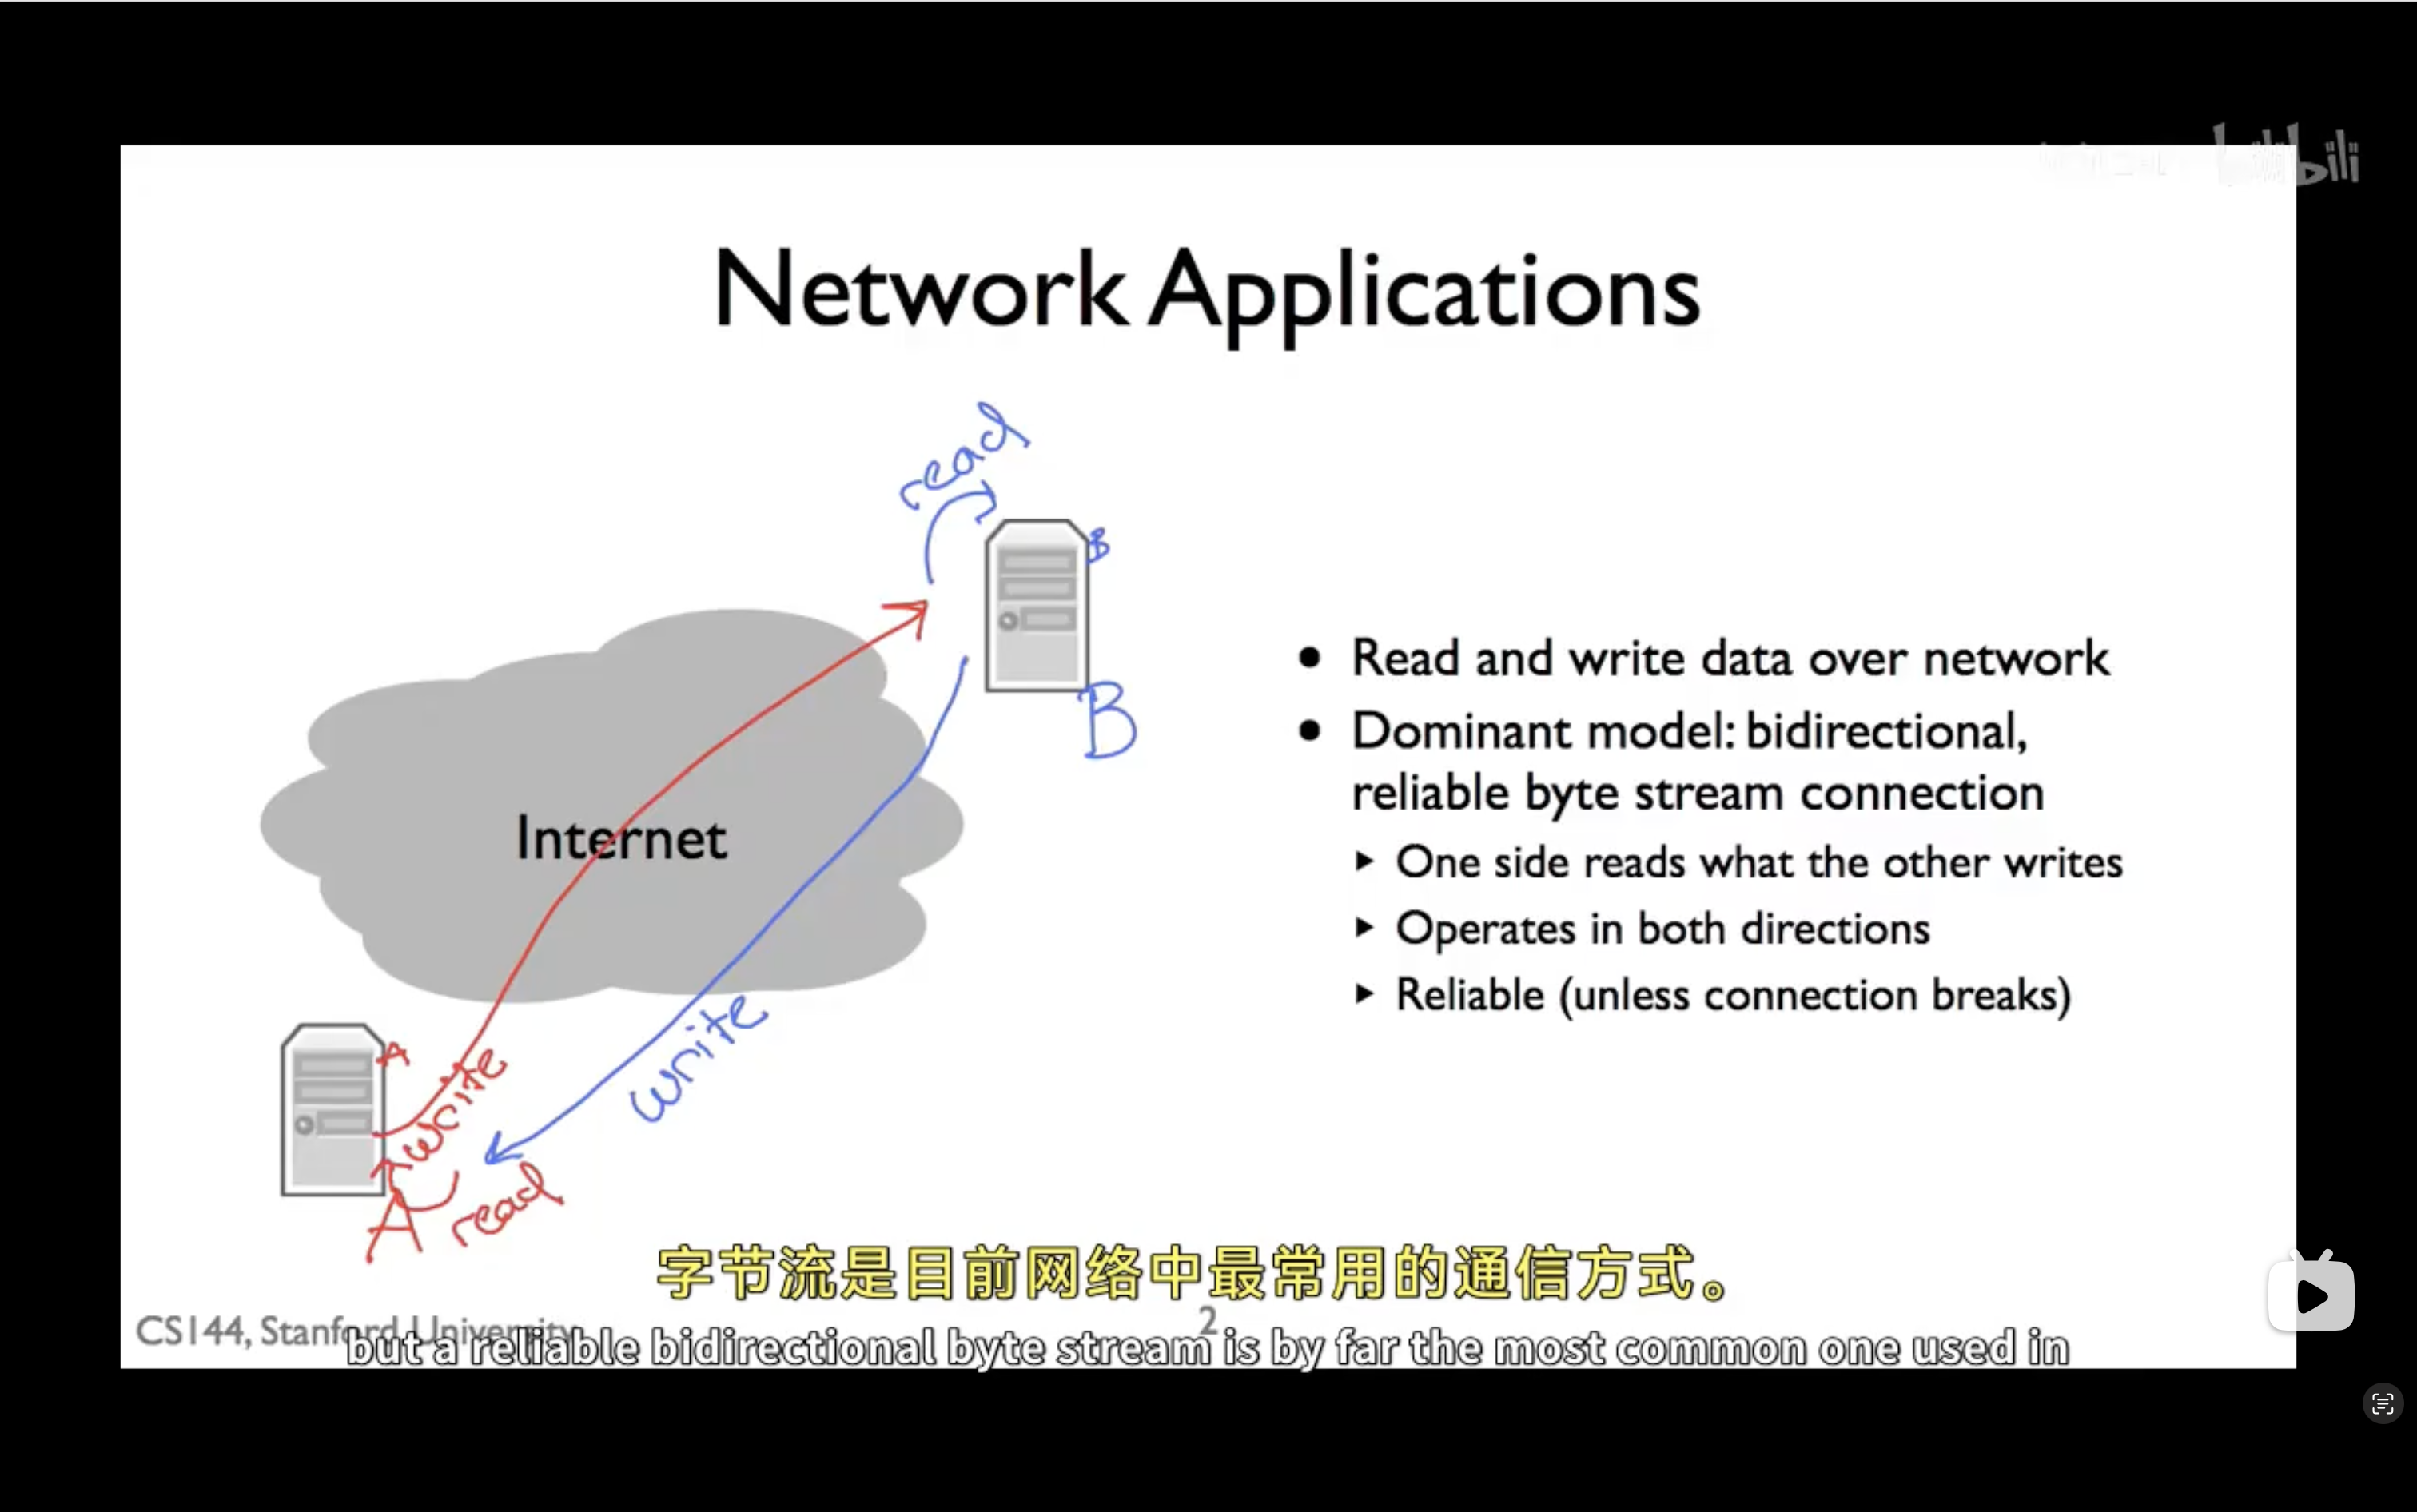 bilibili
Network Applications
read
B
B
Internet
A
write
write
A
read
● Read and write data over network
● Dominant model: bidirectional,
reliable byte stream connection
▸ One side reads what the other writes
▸ Operates in both directions
▸ Reliable (unless connection breaks)
字节流是目前网络中最常用的通信方式。
CS144, Stanford University
2
but a reliable bidirectional byte stream is by far the most common one used in